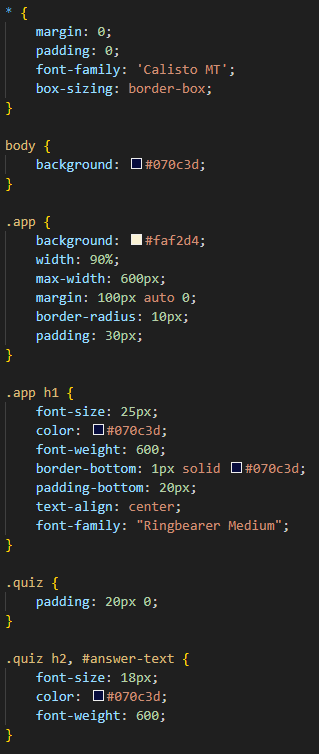 * {
    margin: 0;
    padding: 0;
    font-family: 'Calisto MT';
    box-sizing: border-box;
}

body {
    background: #070c3d;
}

.app {
    background: #faf2d4;
    width: 90%;
    max-width: 600px;
    margin: 100px auto 0;
    border-radius: 10px;
    padding: 30px;
}

.app h1 {
    font-size: 25px;
    color: #070c3d;
    font-weight: 600;
    border-bottom: 1px solid #070c3d;
    padding-bottom: 20px;
    text-align: center;
    font-family: "Ringbearer Medium";
}

.quiz {
    padding: 20px 0;
}

.quiz h2, #answer-text {
    font-size: 18px;
    color: #070c3d;
    font-weight: 600;
}